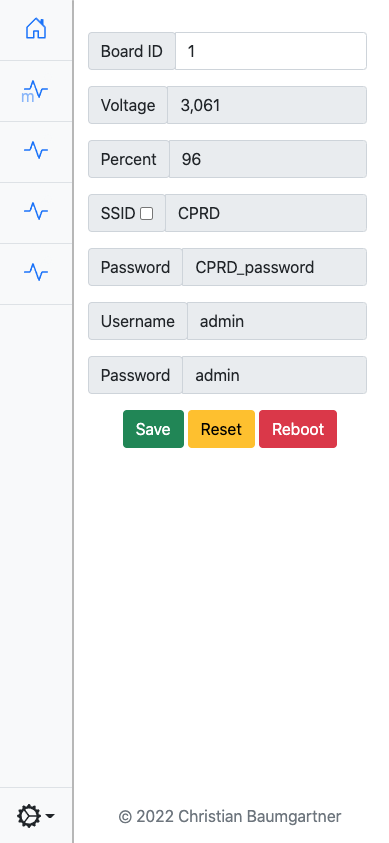 Board ID 1
m
Voltage 3,061
Percent 96
SSID CPRD
Password CPRD_password
Username admin
Password admin
Save Reset Reboot
© 2022 Christian Baumgartner